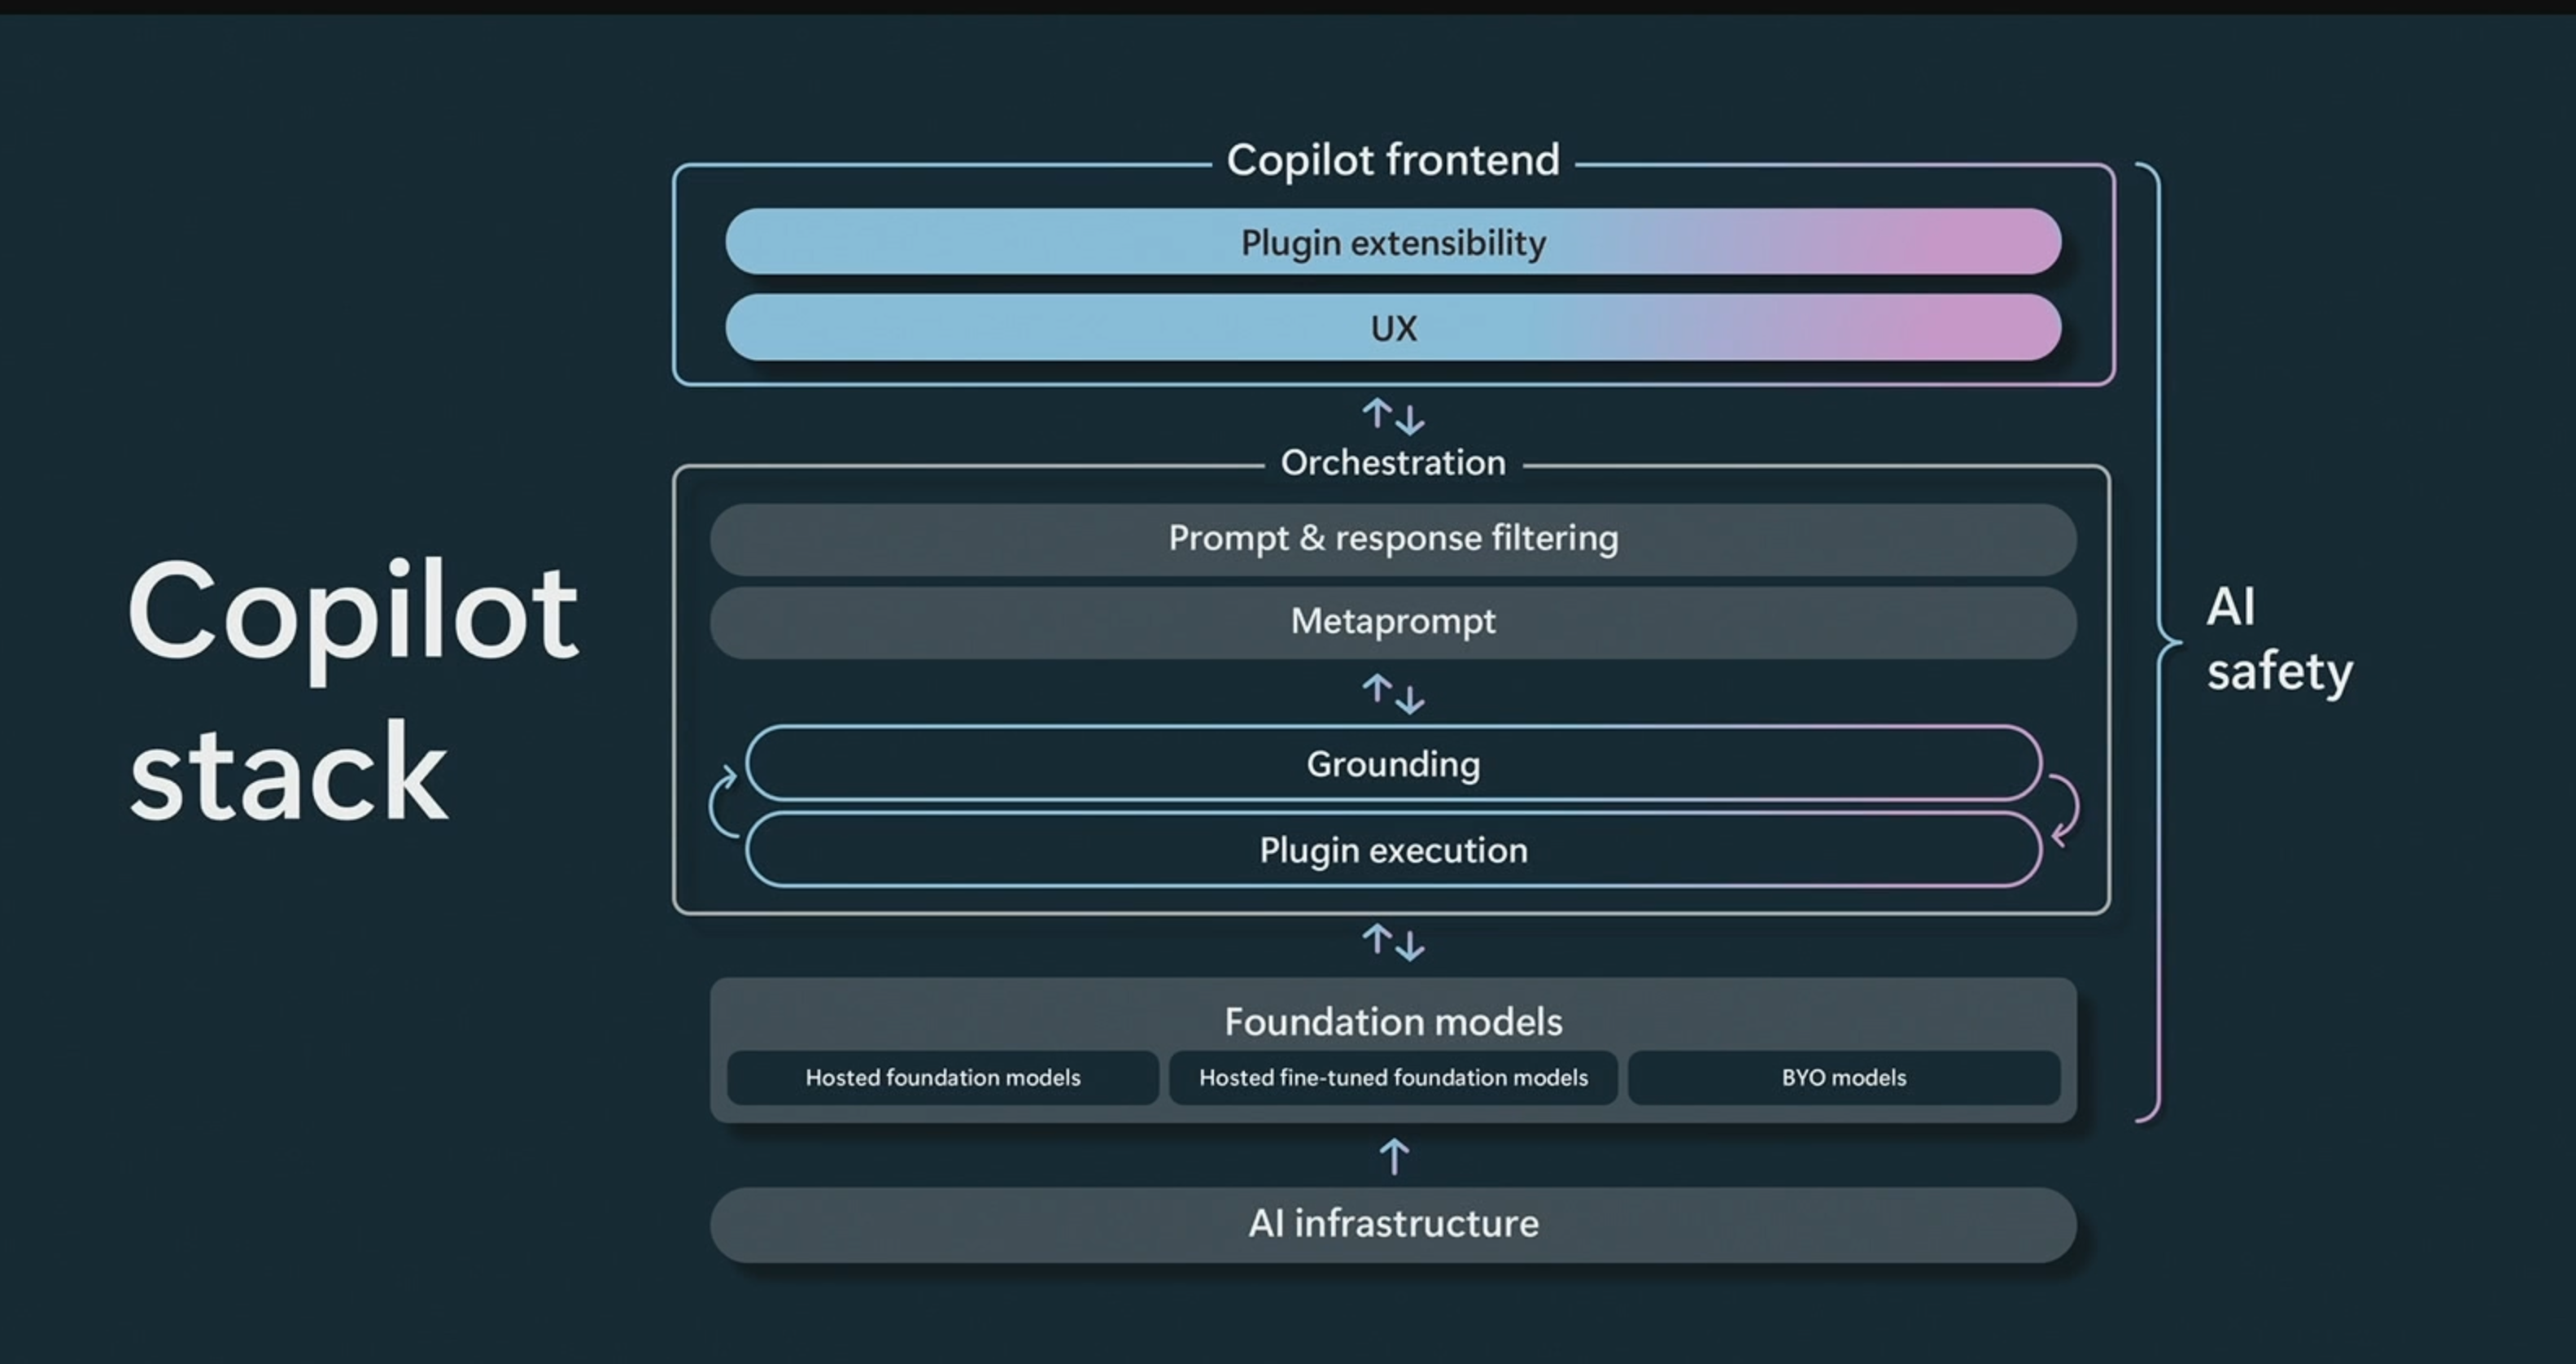 Copilot
stack
Copilot frontend
Plugin extensibility
UX
Orchestration
Prompt & response filtering
Metaprompt
Grounding
Plugin execution
Foundation models
Hosted foundation models
Hosted fine-tuned foundation models
BYO models
AI infrastructure
AI
safety